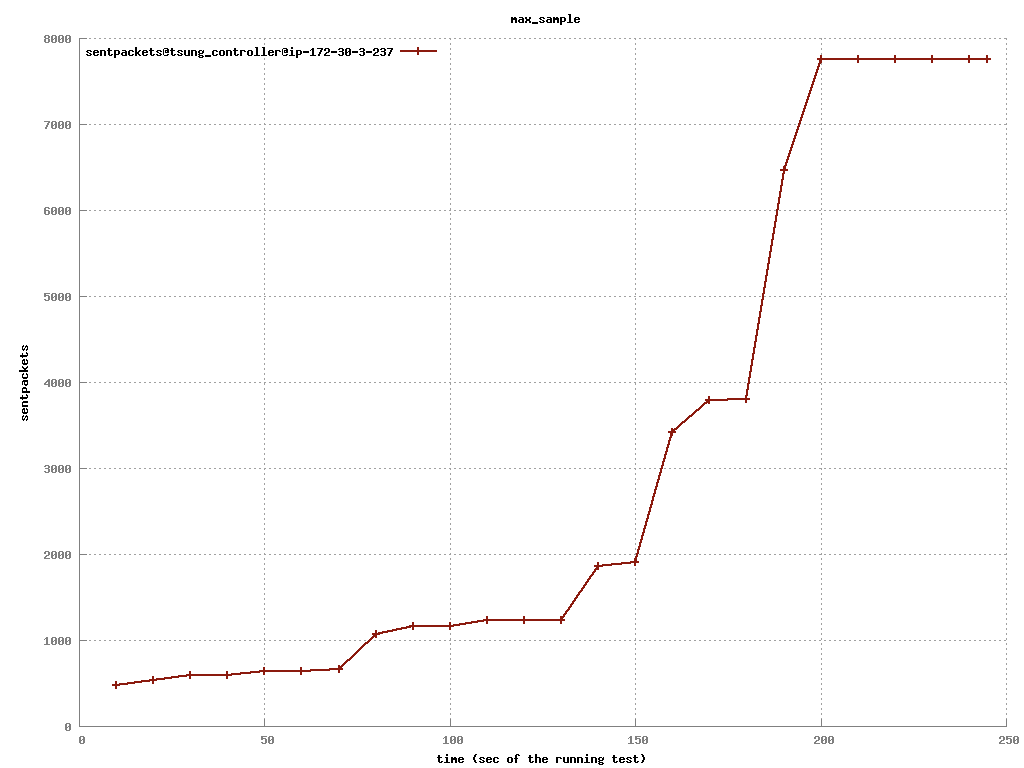 max_sample
8000
sentpackets@tsung_controller@ip-172-30-3-237
7000
6000
5000
4000
3000
2000
1000
0
sentpackets
0 50 100 150 200 250
time (sec of the running test)